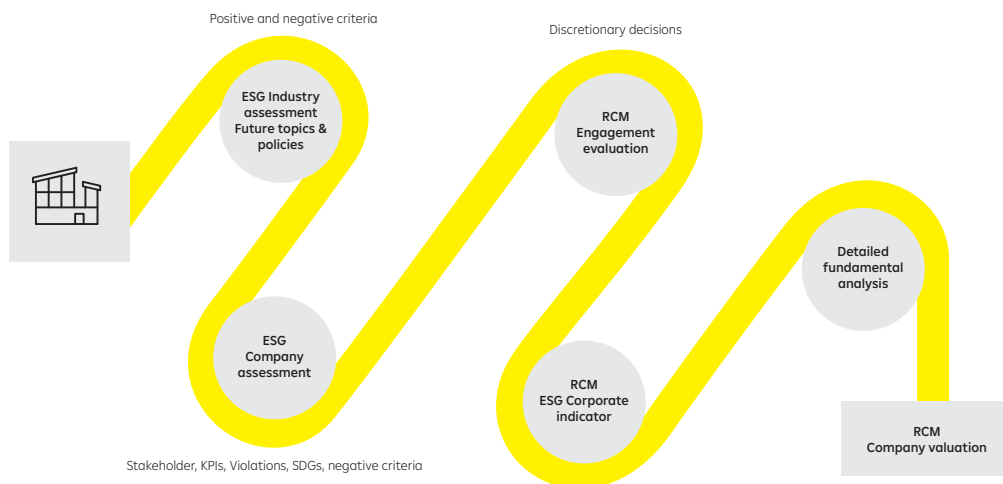 Positive and negative criteria
ESG Industry
assessment
Future topics &
policies
ESG
Company
assessment
Stakeholder, KPIs, Violations, SDGs, negative criteria
Discretionary decisions
RCM
Engagement
evaluation
RCM
ESG Corporate
indicator
Detailed
fundamental
analysis
RCM
Company valuation